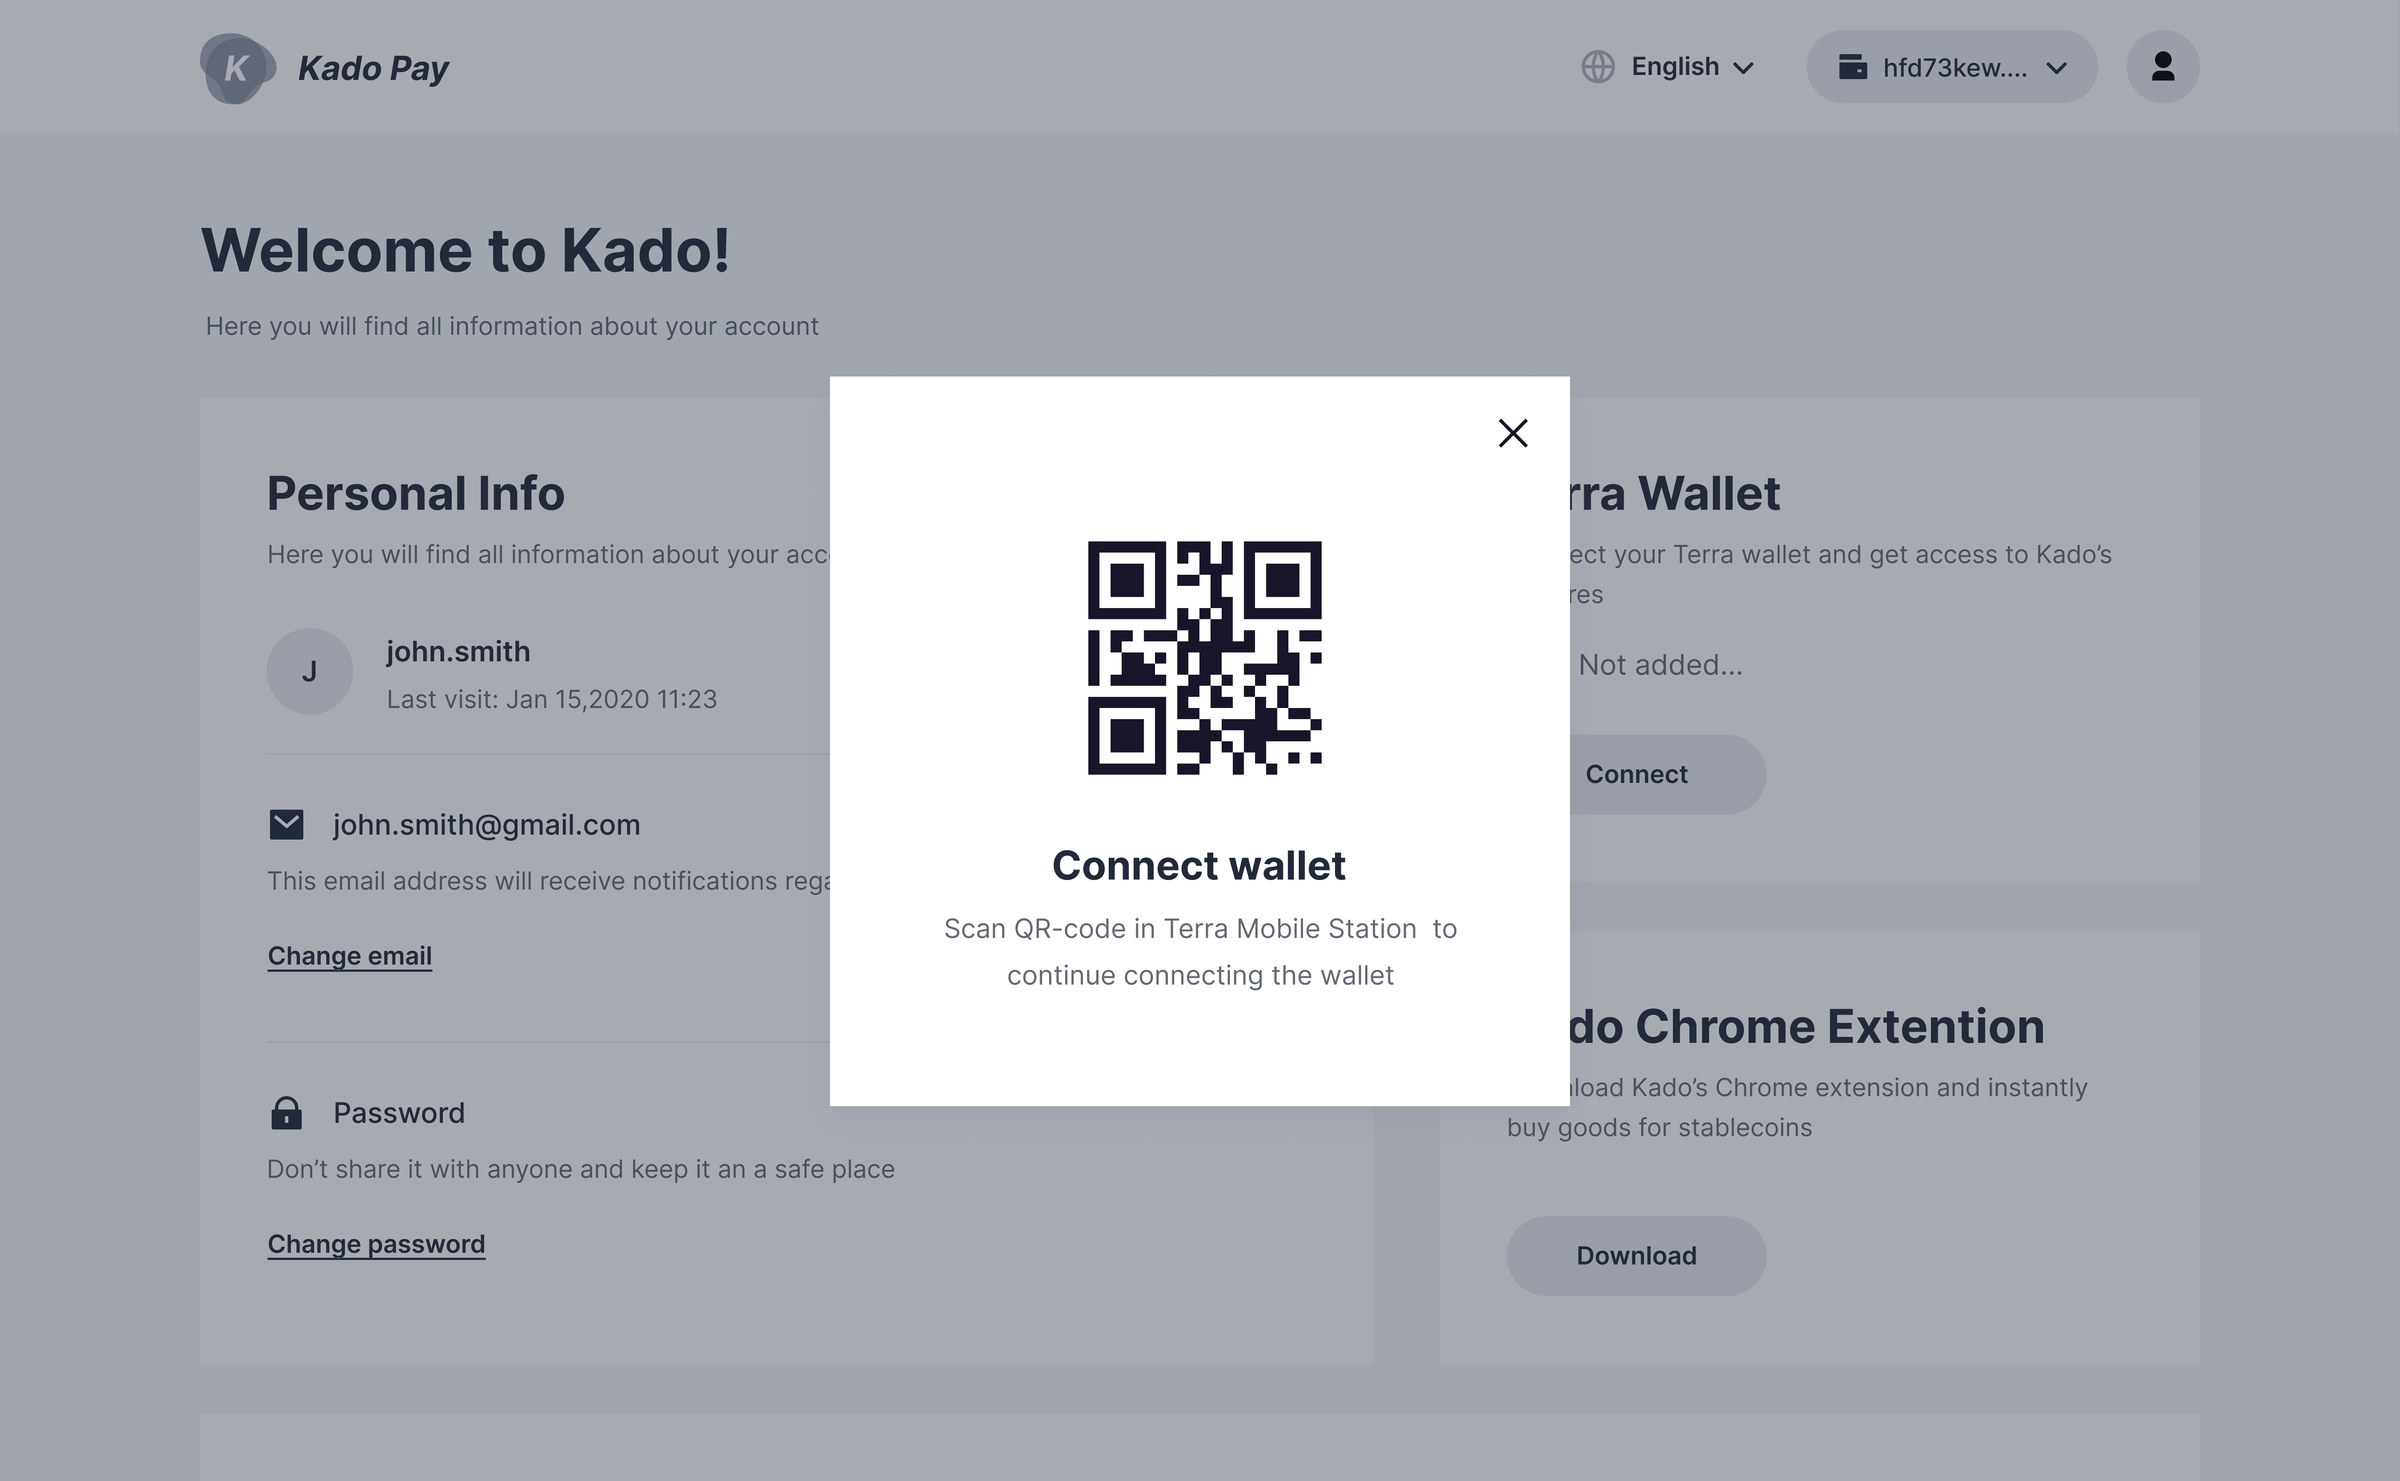 K
Kado Pay
English
hfd73kew....
Welcome to Kado!
Here you will find all information about your account
Personal Info
Here you will find all information about your acc
J
john.smith
Last visit: Jan 15,2020 11:23
john.smith@gmail.com
This email address will receive notifications rega
Change email
Password
Don’t share it with anyone and keep it an a safe place
Change password
Connect wallet
Scan QR-code in Terra Mobile Station  to
continue connecting the wallet
rra Wallet
ect your Terra wallet and get access to Kado’s
res
Not added...
Connect
do Chrome Extention
load Kado’s Chrome extension and instantly
buy goods for stablecoins
Download